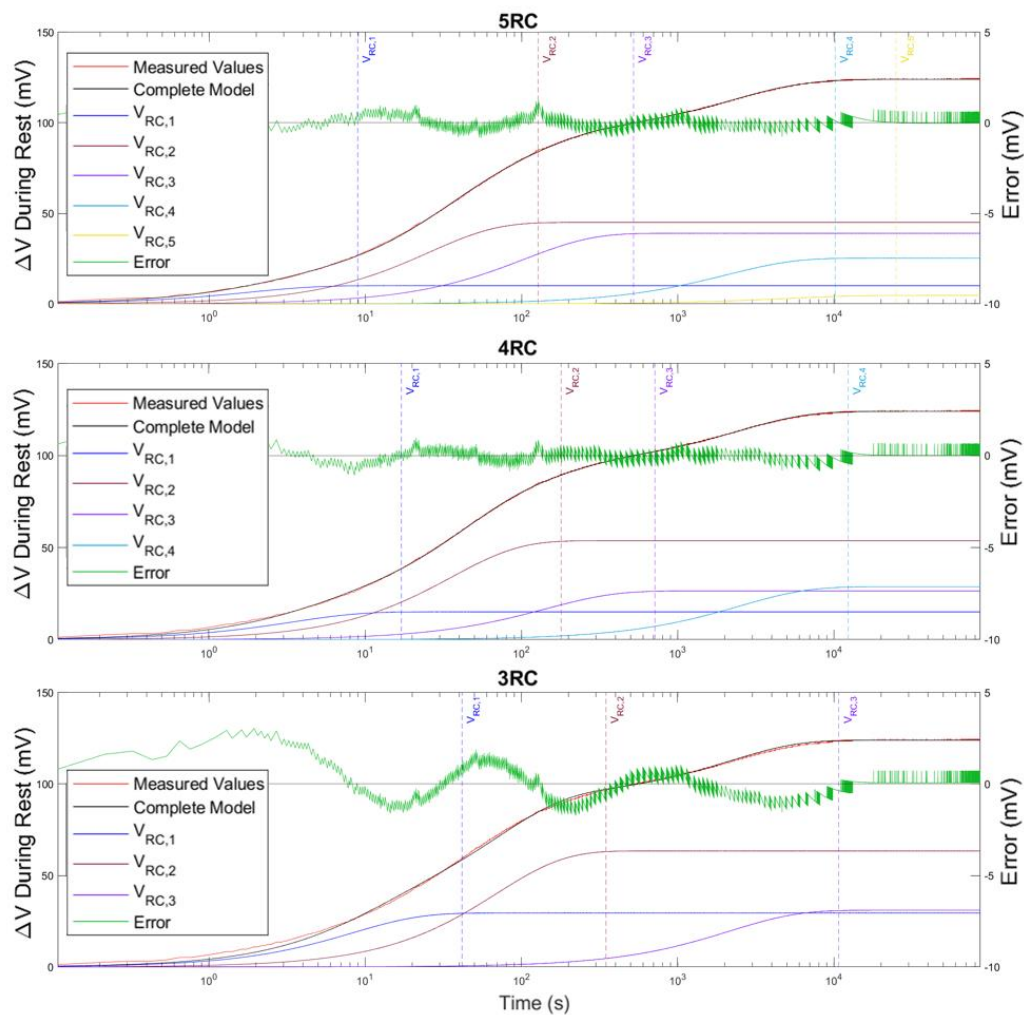 5RC
150
100
50
0
ΔV During Rest (mV)
Measured Values
Complete Model
V_RC,1
V_RC,2
V_RC,3
V_RC,4
V_RC,5
Error
V_RC,1
V_RC,2
V_RC,3
V_RC,4
V_RC,5
5
0
-5
-10
Error (mV)
10^0
10^1
10^2
10^3
10^4
4RC
150
100
50
0
ΔV During Rest (mV)
Measured Values
Complete Model
V_RC,1
V_RC,2
V_RC,3
V_RC,4
Error
V_RC,1
V_RC,2
V_RC,3
V_RC,4
5
0
-5
-10
Error (mV)
10^0
10^1
10^2
10^3
10^4
3RC
150
100
50
0
ΔV During Rest (mV)
Measured Values
Complete Model
V_RC,1
V_RC,2
V_RC,3
Error
V_RC,1
V_RC,2
V_RC,3
5
0
-5
-10
Error (mV)
10^0
10^1
10^2
10^3
10^4
Time (s)